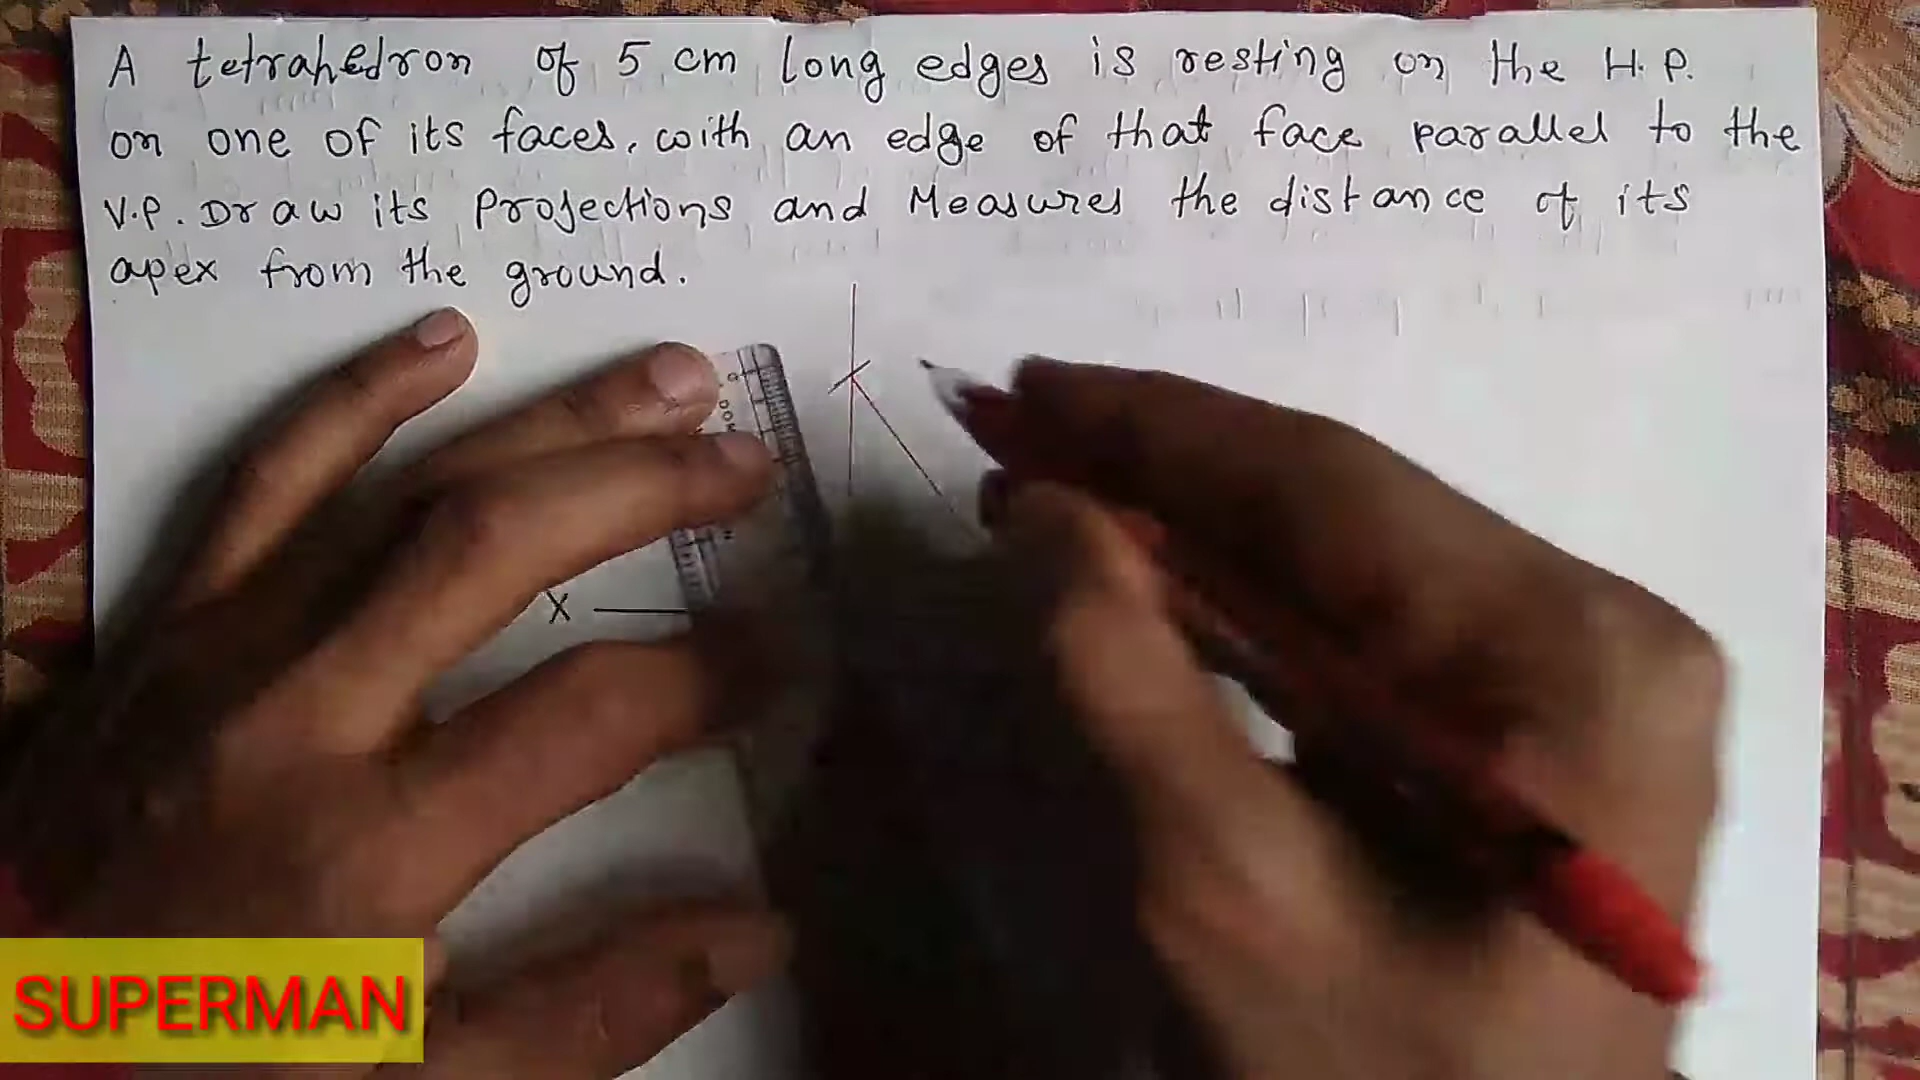 A tetrahedron of 5 cm long edges is resting on the H.P.
on one of its faces, with an edge of that face parallel to the
V.P. Draw its Projections and Measures the distance of its
apex from the ground.
X
SUPERMAN